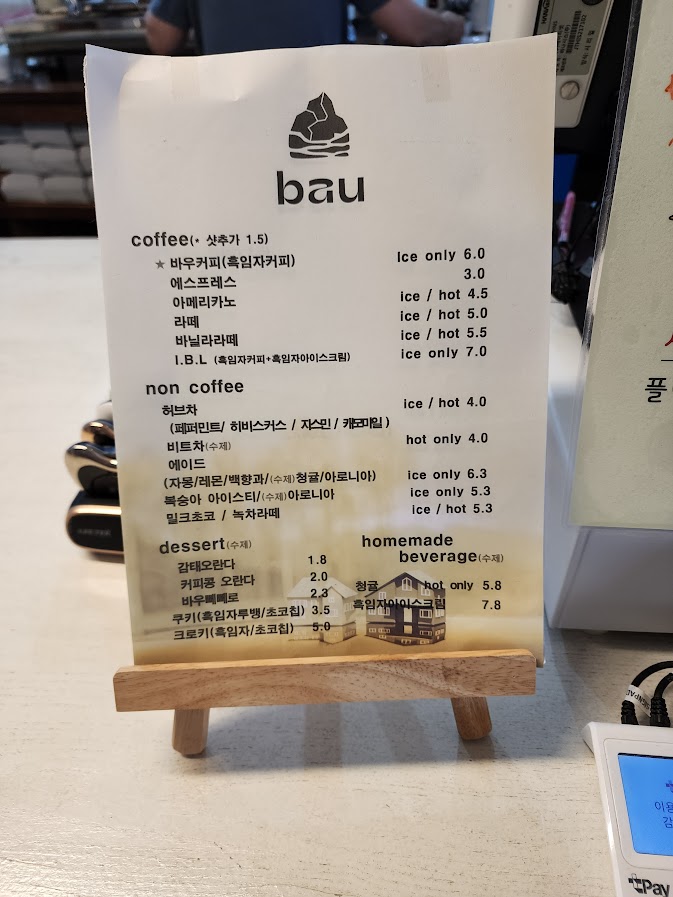 bau
coffee(* 샷추가 1.5)
★ 바우커피(흑임자커피) Ice only 6.0
에스프레스 3.0
아메리카노 ice / hot 4.5
라떼 ice / hot 5.0
바닐라라떼 ice / hot 5.5
I.B.L (흑임자커피+흑임자아이스크림) ice only 7.0
non coffee
허브차 ice / hot 4.0
(페퍼민트/ 히비스커스 / 자스민 / 캐모마일)
비트차(수제) hot only 4.0
에이드
(자몽/레몬/백향과/(수제)청귤/아로니아) ice only 6.3
복숭아 아이스티/(수제)아로니아 ice only 5.3
밀크초코 / 녹차라떼 ice / hot 5.3
dessert(수제)
감태오란다 1.8
커피콩 오란다 2.0
바우빼빼로 2.3
쿠키(흑임자루뱅/초코칩) 3.5
크로키(흑임자/초코칩) 5.0
homemade
beverage(수제)
청귤 hot only 5.8
흑임자아이스크림 7.8
플
이용
감
Pay